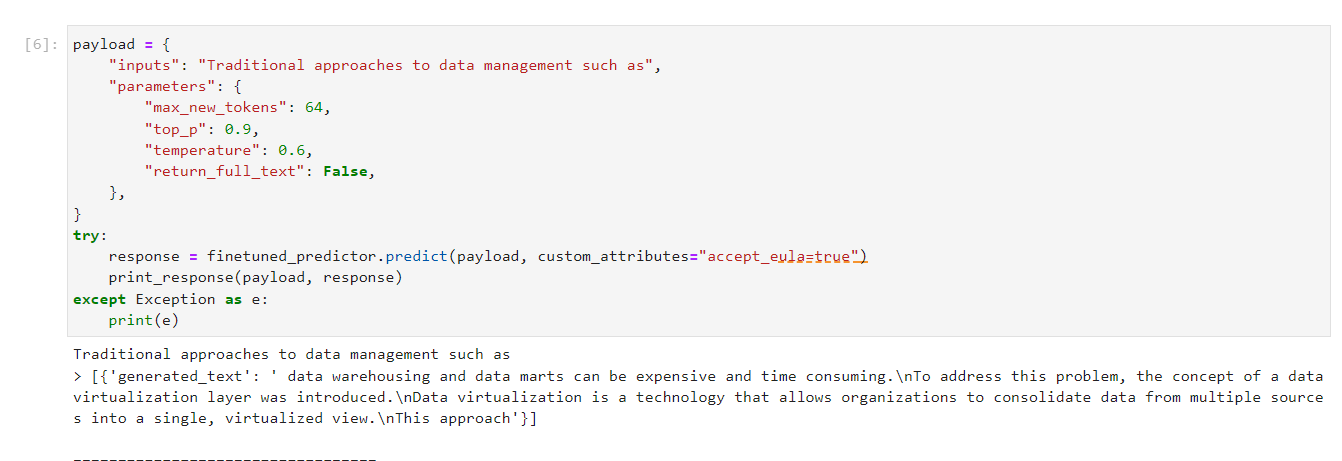 [6]: payload = {
"inputs": "Traditional approaches to data management such as",
"parameters": {
"max_new_tokens": 64,
"top_p": 0.9,
"temperature": 0.6,
"return_full_text": False,
},
}
try:
response = finetuned_predictor.predict(payload, custom_attributes="accept_eula=true")
print_response(payload, response)
except Exception as e:
print(e)
Traditional approaches to data management such as
> [{'generated_text': ' data warehousing and data marts can be expensive and time consuming.\nTo address this problem, the concept of a data
virtualization layer was introduced.\nData virtualization is a technology that allows organizations to consolidate data from multiple source
s into a single, virtualized view.\nThis approach'}]
==================================